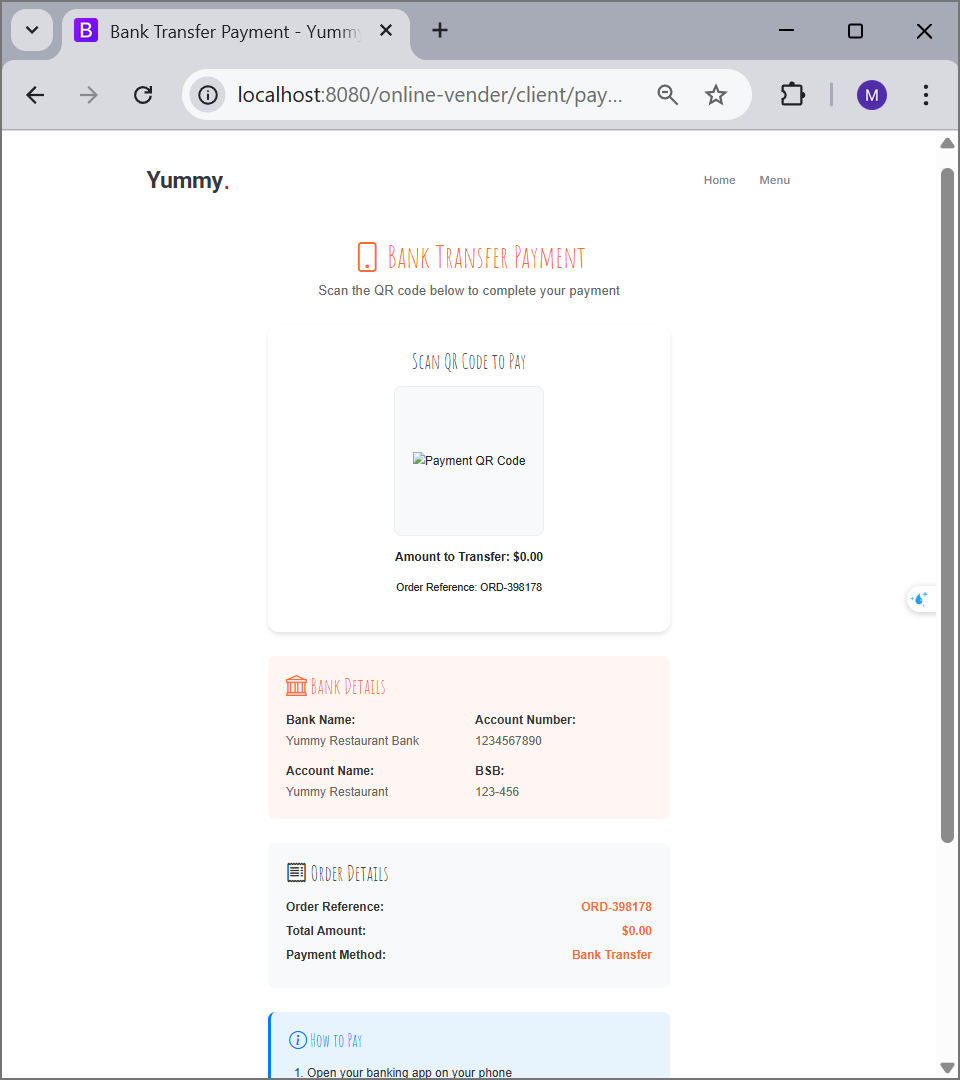 Bank Transfer Payment - Yummy
localhost:8080/online-vender/client/pay...
M
Yummy.
Home
Menu
Bank Transfer Payment
Scan the QR code below to complete your payment
Scan QR Code to Pay
Payment QR Code
Amount to Transfer: $0.00
Order Reference: ORD-398178
Bank Details
Bank Name:
Account Number:
Yummy Restaurant Bank
1234567890
Account Name:
BSB:
Yummy Restaurant
123-456
Order Details
Order Reference: ORD-398178
Total Amount: $0.00
Payment Method: Bank Transfer
How to Pay
1. Open your banking app on your phone